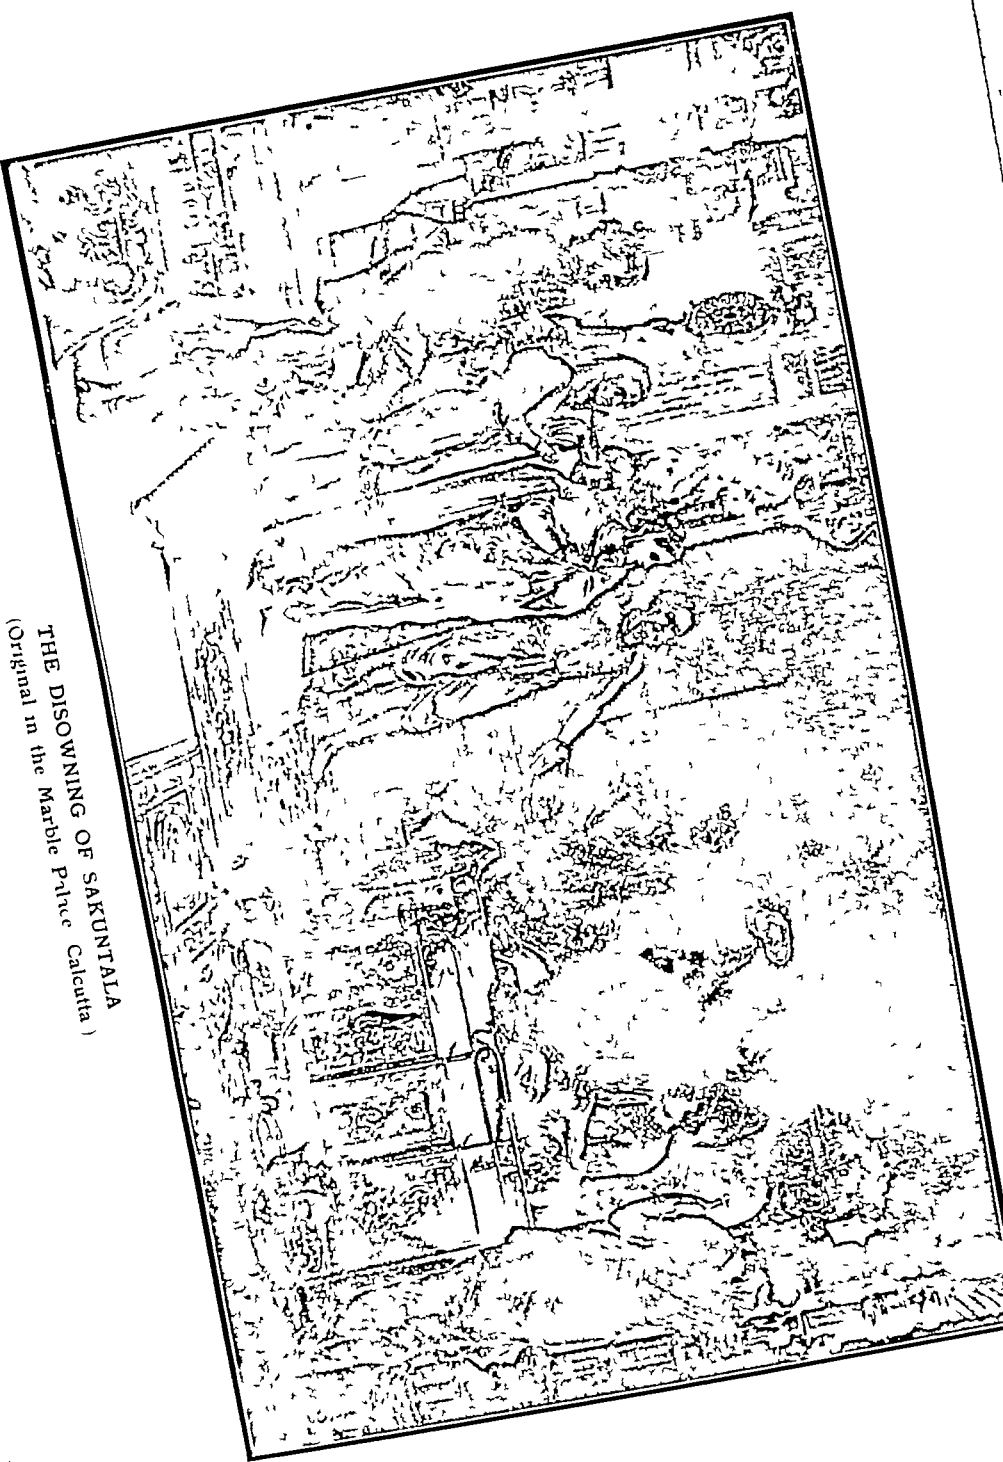 THE DISOWNING OF SAKUNTALA
(Original in the Marble Palace Calcutta)